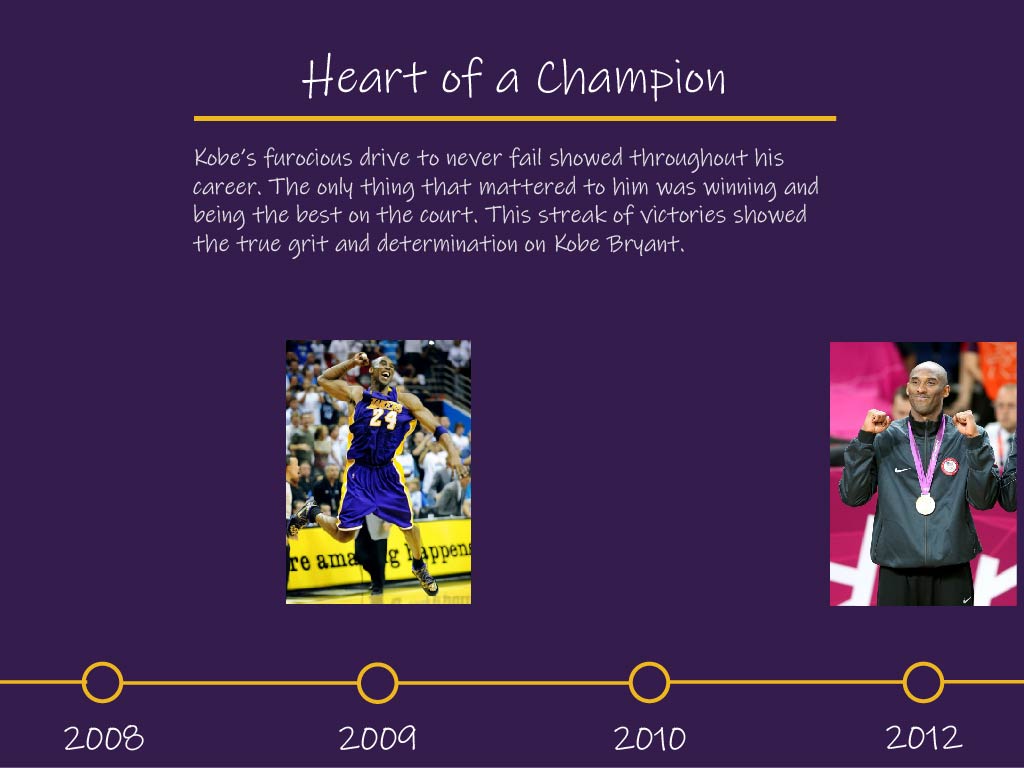 Heart of a Champion
Kobe's furocious drive to never fail showed throughout his
career. The only thing that mattered to him was winning and
being the best on the court. This streak of victories showed
the true grit and determination on Kobe Bryant.
LAKERS
24
re ama ng happens
2008
2009
2010
2012